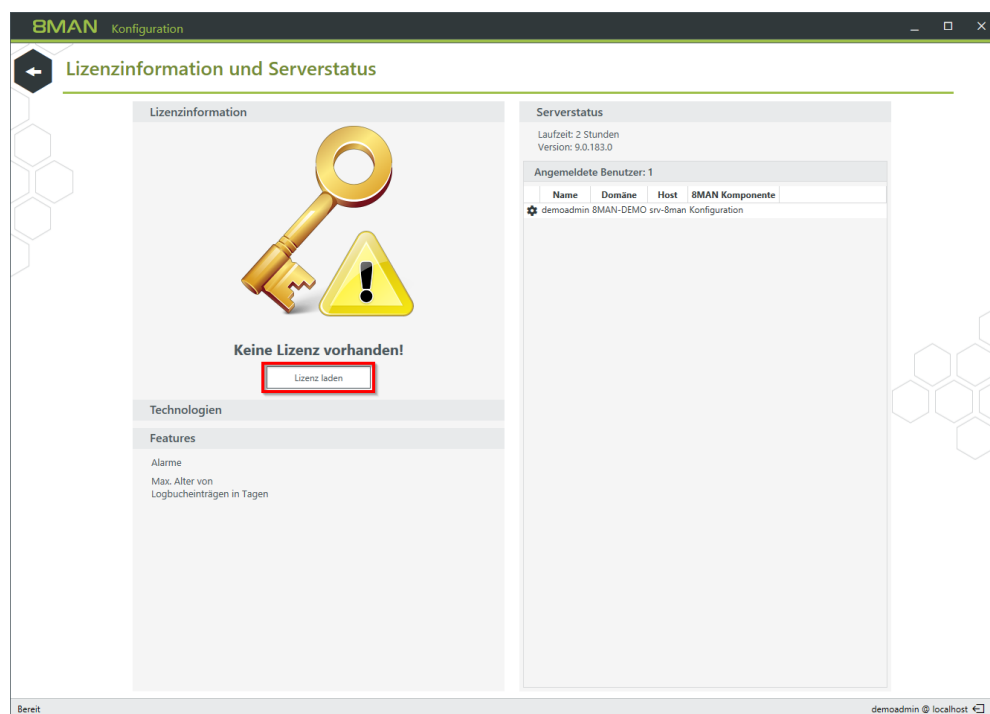 8MAN Konfiguration
Lizenzinformation und Serverstatus
Lizenzinformation
Keine Lizenz vorhanden!
Lizenz laden
Technologien
Features
Alarme
Max. Alter von
Logbucheinträgen in Tagen
Serverstatus
Laufzeit: 2 Stunden
Version: 9.0.183.0
Angemeldete Benutzer: 1
Name Domäne Host 8MAN Komponente
demoadmin 8MAN-DEMO srv-8man Konfiguration
Bereit
demoadmin @ localhost